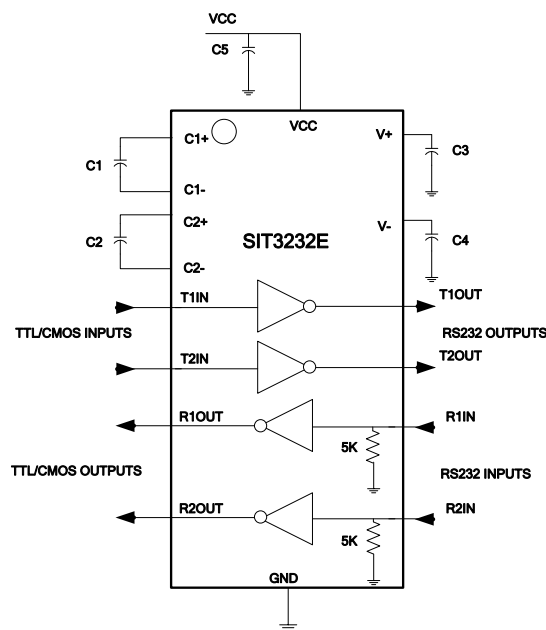 VCC
C5
VCC
C1+
V+
C1
C3
C1-
C2+
V-
C2
SIT3232E
C4
C2-
T1IN
T1OUT
TTL/CMOS INPUTS
RS232 OUTPUTS
T2IN
T2OUT
R1OUT
R1IN
5K
TTL/CMOS OUTPUTS
RS232 INPUTS
R2OUT
R2IN
5K
GND